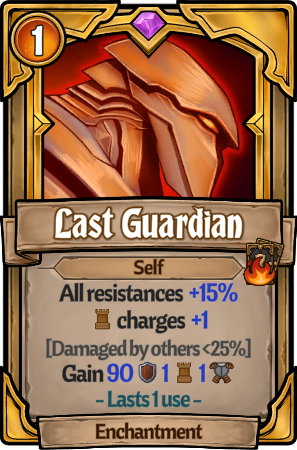 1
Last Guardian
Self
All resistances +15%
charges +1
[Damaged by others <25%]
Gain 90 1 1
- Lasts 1 use -
Enchantment